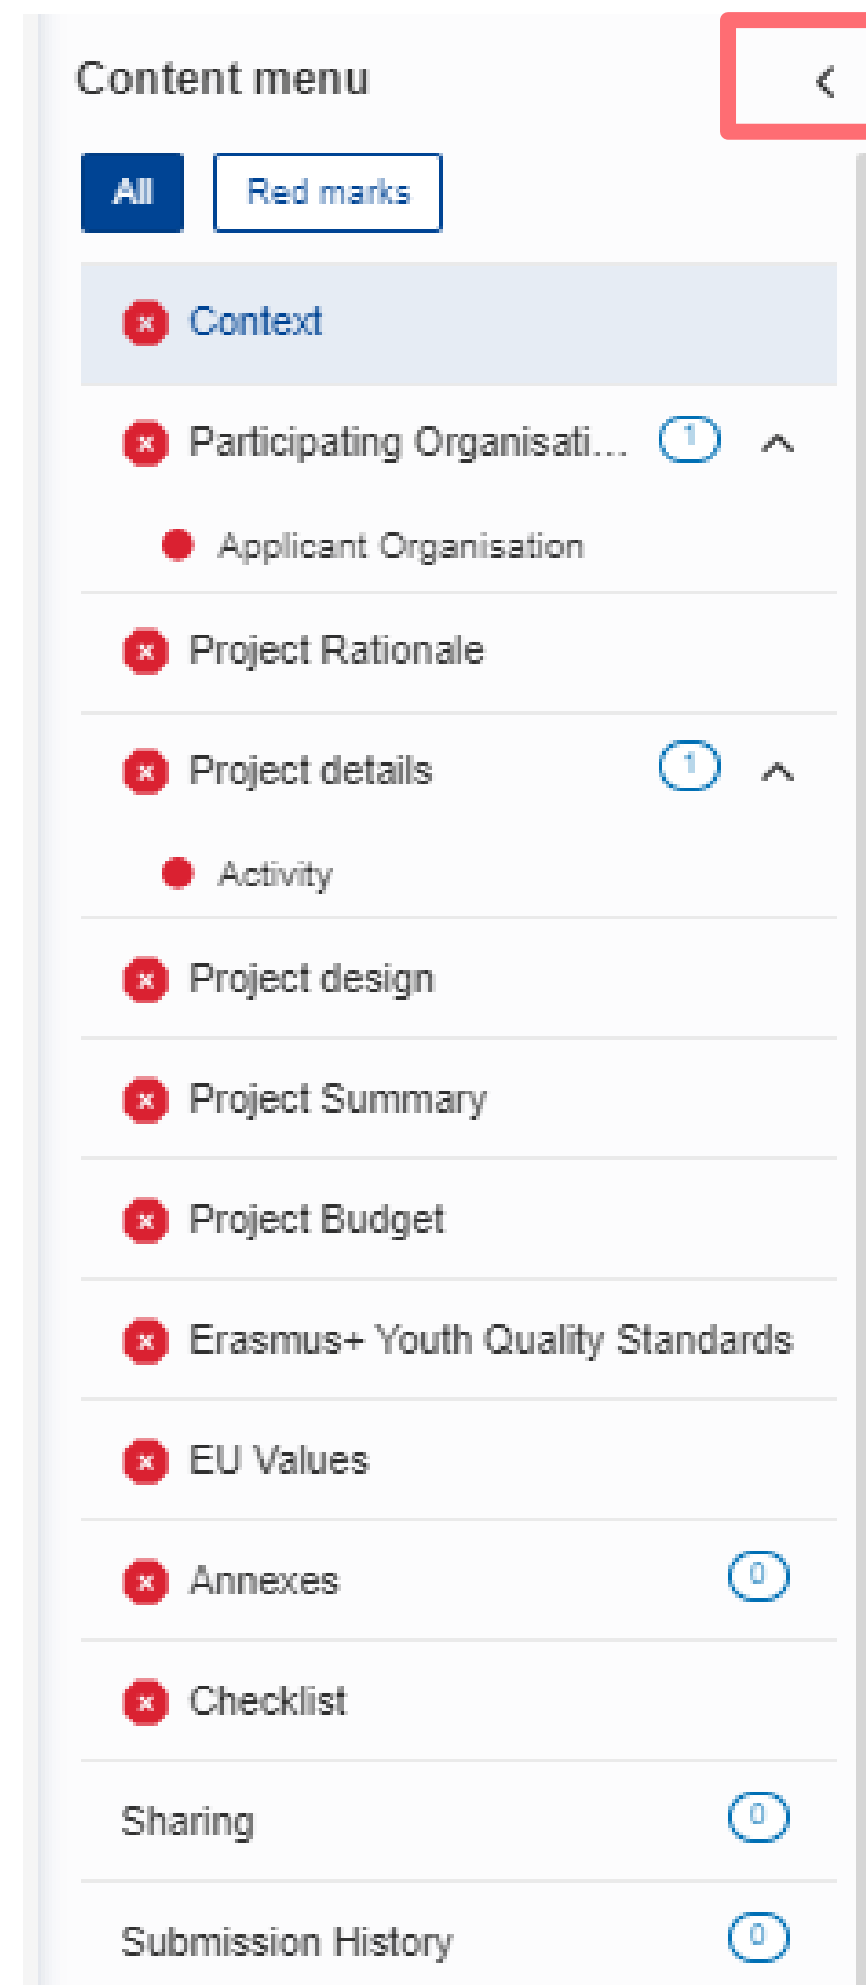 Content menu
All
Red marks
Context
Participating Organisati... 1
Applicant Organisation
Project Rationale
Project details 1
Activity
Project design
Project Summary
Project Budget
Erasmus+ Youth Quality Standards
EU Values
Annexes 0
Checklist
Sharing 0
Submission History 0